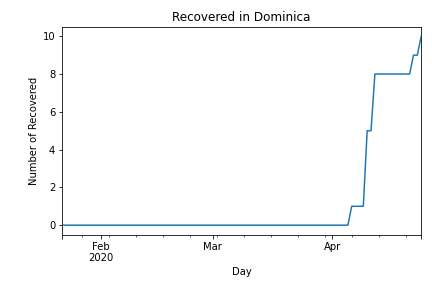 Recovered in Dominica
10
8
6
4
2
0
Number of Recovered
Feb
2020
Mar
Apr
Day